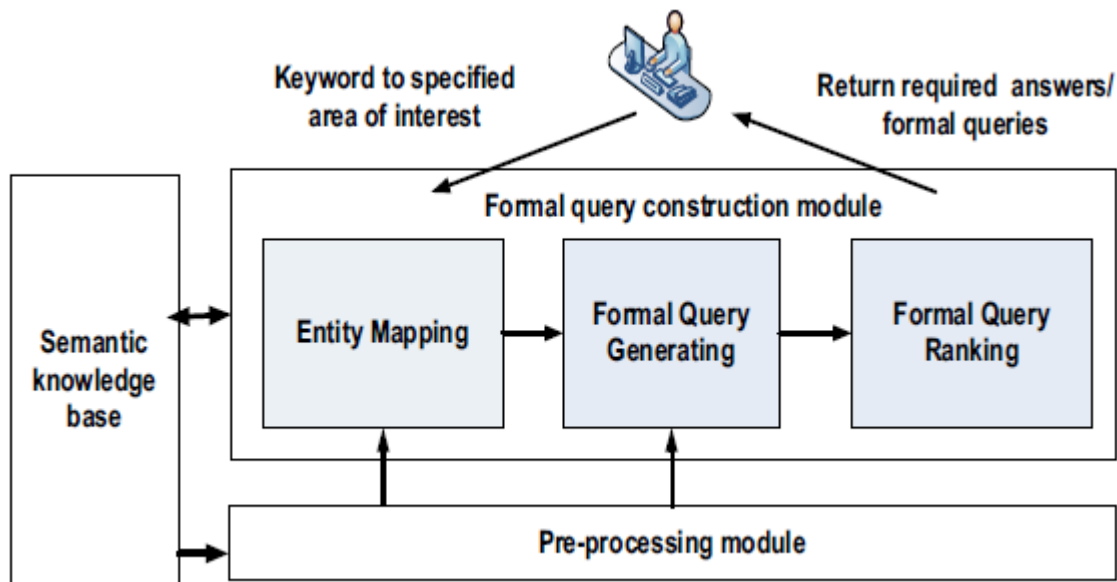 Keyword to specified
area of interest
Return required answers/
formal queries
Formal query construction module
Semantic
knowledge
base
Entity Mapping
Formal Query
Generating
Formal Query
Ranking
Pre-processing module